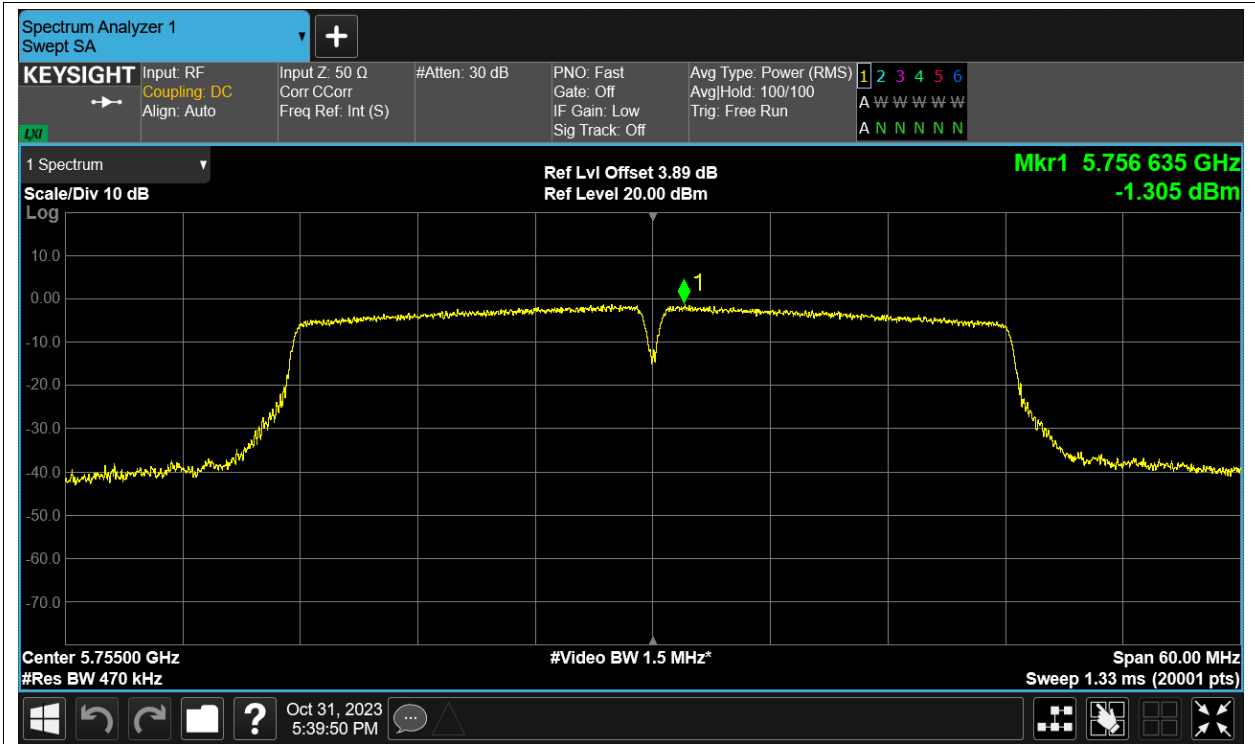 Spectrum Analyzer 1
Swept SA
KEYSIGHT
LXI
Input: RF
Coupling: DC
Align: Auto
Input Z: 50 Ω
Corr CCorr
Freq Ref: Int (S)
#Atten: 30 dB
PNO: Fast
Gate: Off
IF Gain: Low
Sig Track: Off
Avg Type: Power (RMS)
Avg|Hold: 100/100
Trig: Free Run
1 2 3 4 5 6
A W W W W W
A N N N N N
1 Spectrum
Scale/Div 10 dB
Log
Ref Lvl Offset 3.89 dB
Ref Level 20.00 dBm
Mkr1 5.756 635 GHz
-1.305 dBm
1
10.0
0.00
-10.0
-20.0
-30.0
-40.0
-50.0
-60.0
-70.0
Center 5.75500 GHz
#Res BW 470 kHz
#Video BW 1.5 MHz*
Span 60.00 MHz
Sweep 1.33 ms (20001 pts)
?
Oct 31, 2023
5:39:50 PM